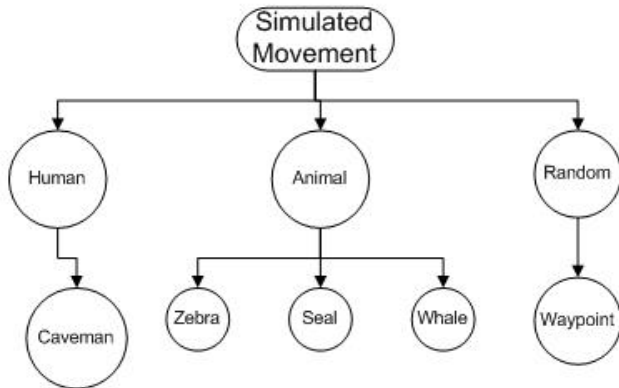 Simulated
Movement
Human
Animal
Random
Caveman
Zebra
Seal
Whale
Waypoint